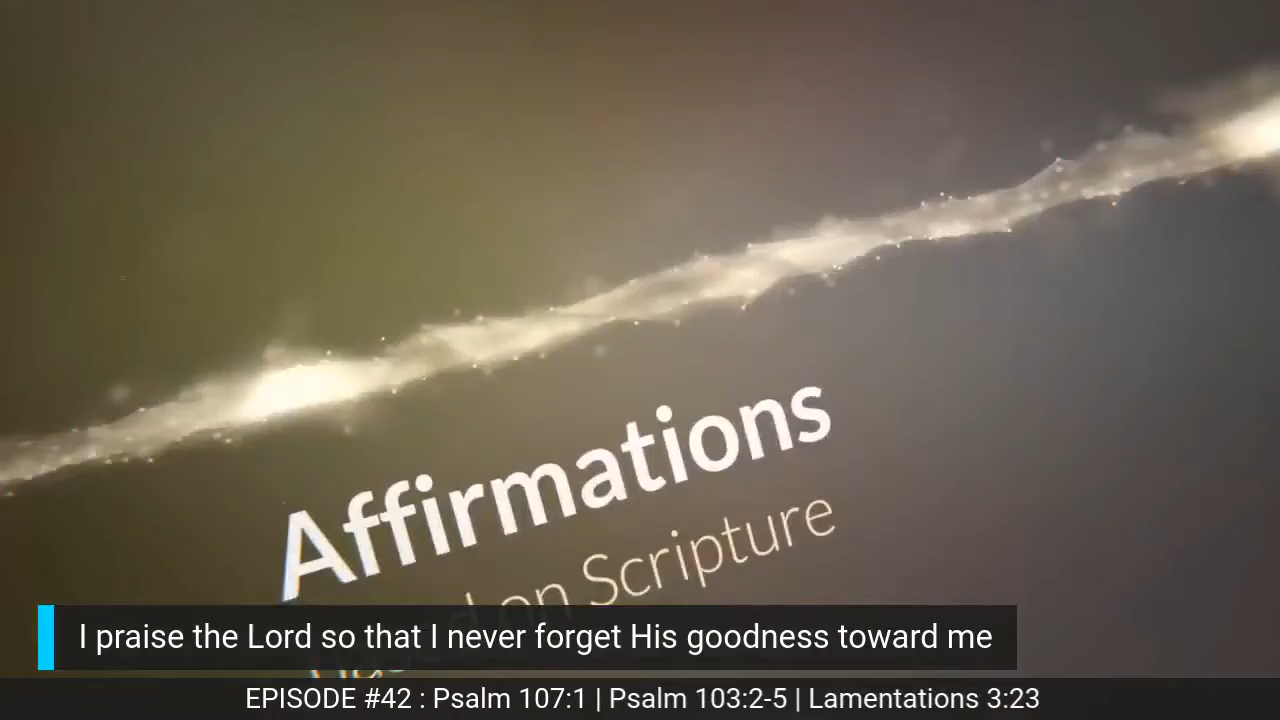 Affirmations
on Scripture
I praise the Lord so that I never forget His goodness toward me
EPISODE #42 : Psalm 107:1 | Psalm 103:2-5 | Lamentations 3:23